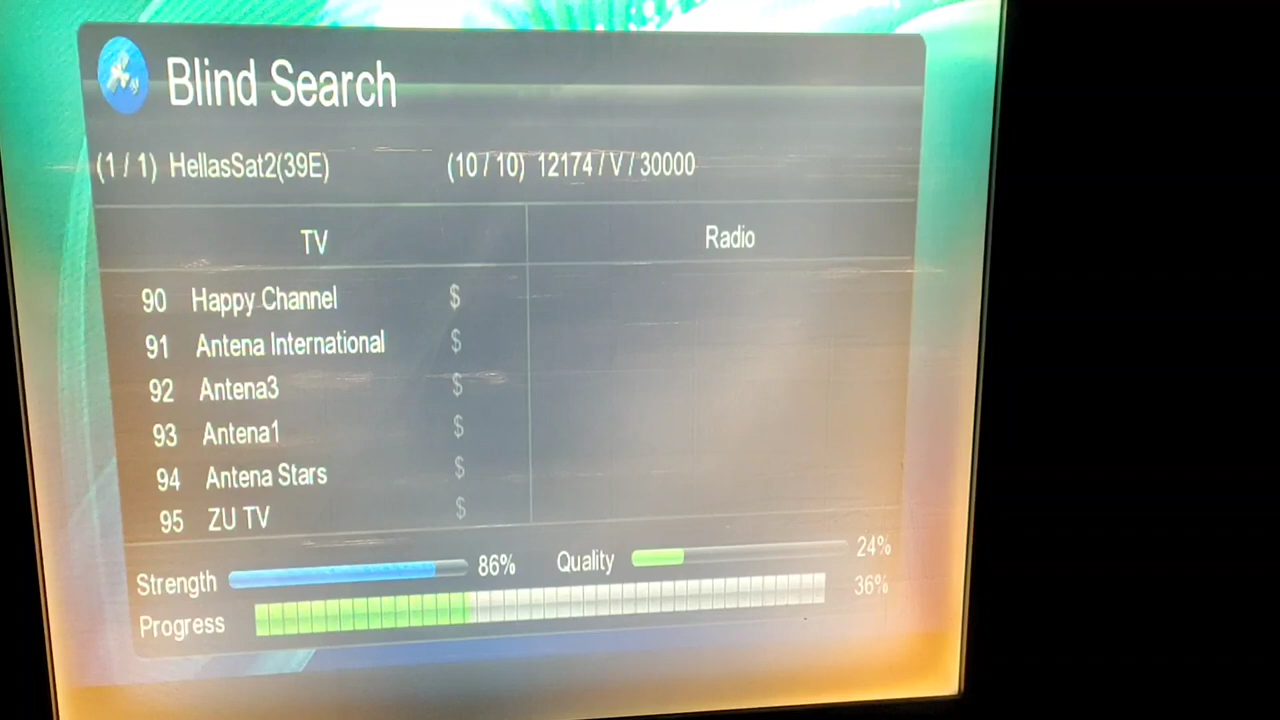 Blind Search
(1 / 1) HellasSat2(39E) (10 / 10) 12174 / V / 30000
TV Radio
90 Happy Channel $
91 Antena International $
92 Antena3 $
93 Antena1 $
94 Antena Stars $
95 ZU TV $
Strength 86% Quality 24%
Progress 36%